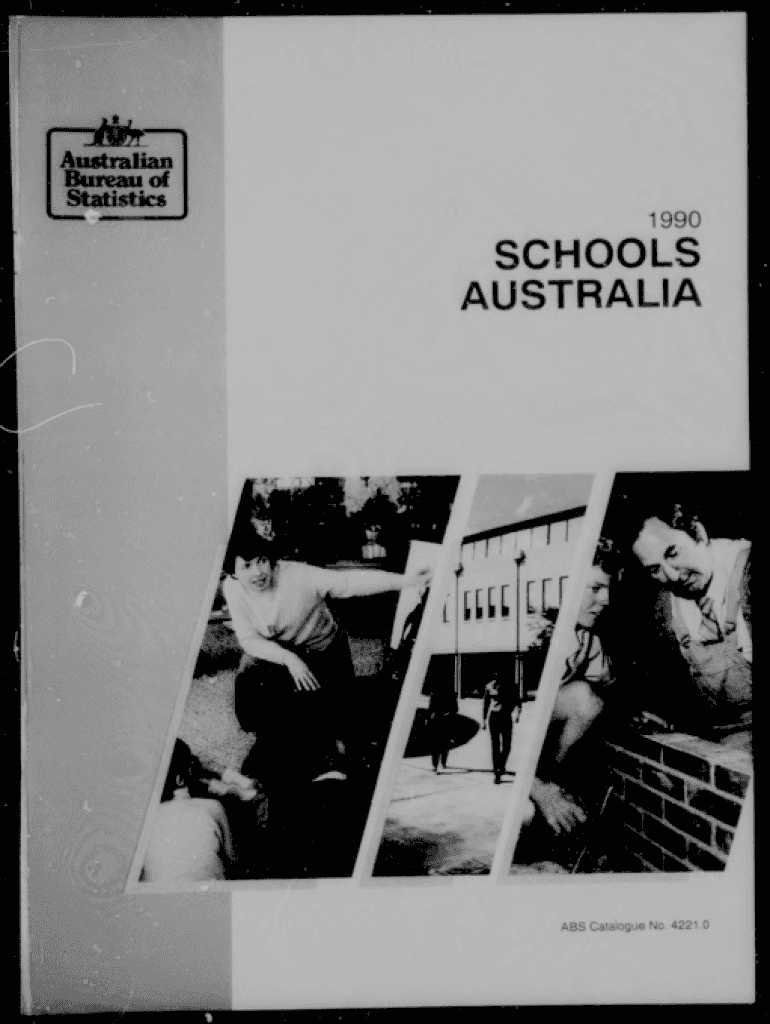 Australian
Bureau of
Statistics
1990
SCHOOLS
AUSTRALIA
ABS Catalogue No. 4221.0